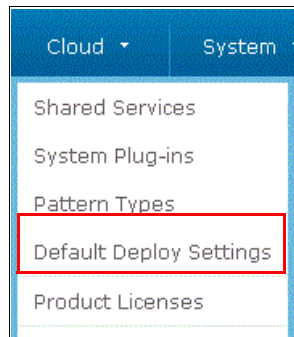 Cloud System
Shared Services
System Plug-ins
Pattern Types
Default Deploy Settings
Product Licenses